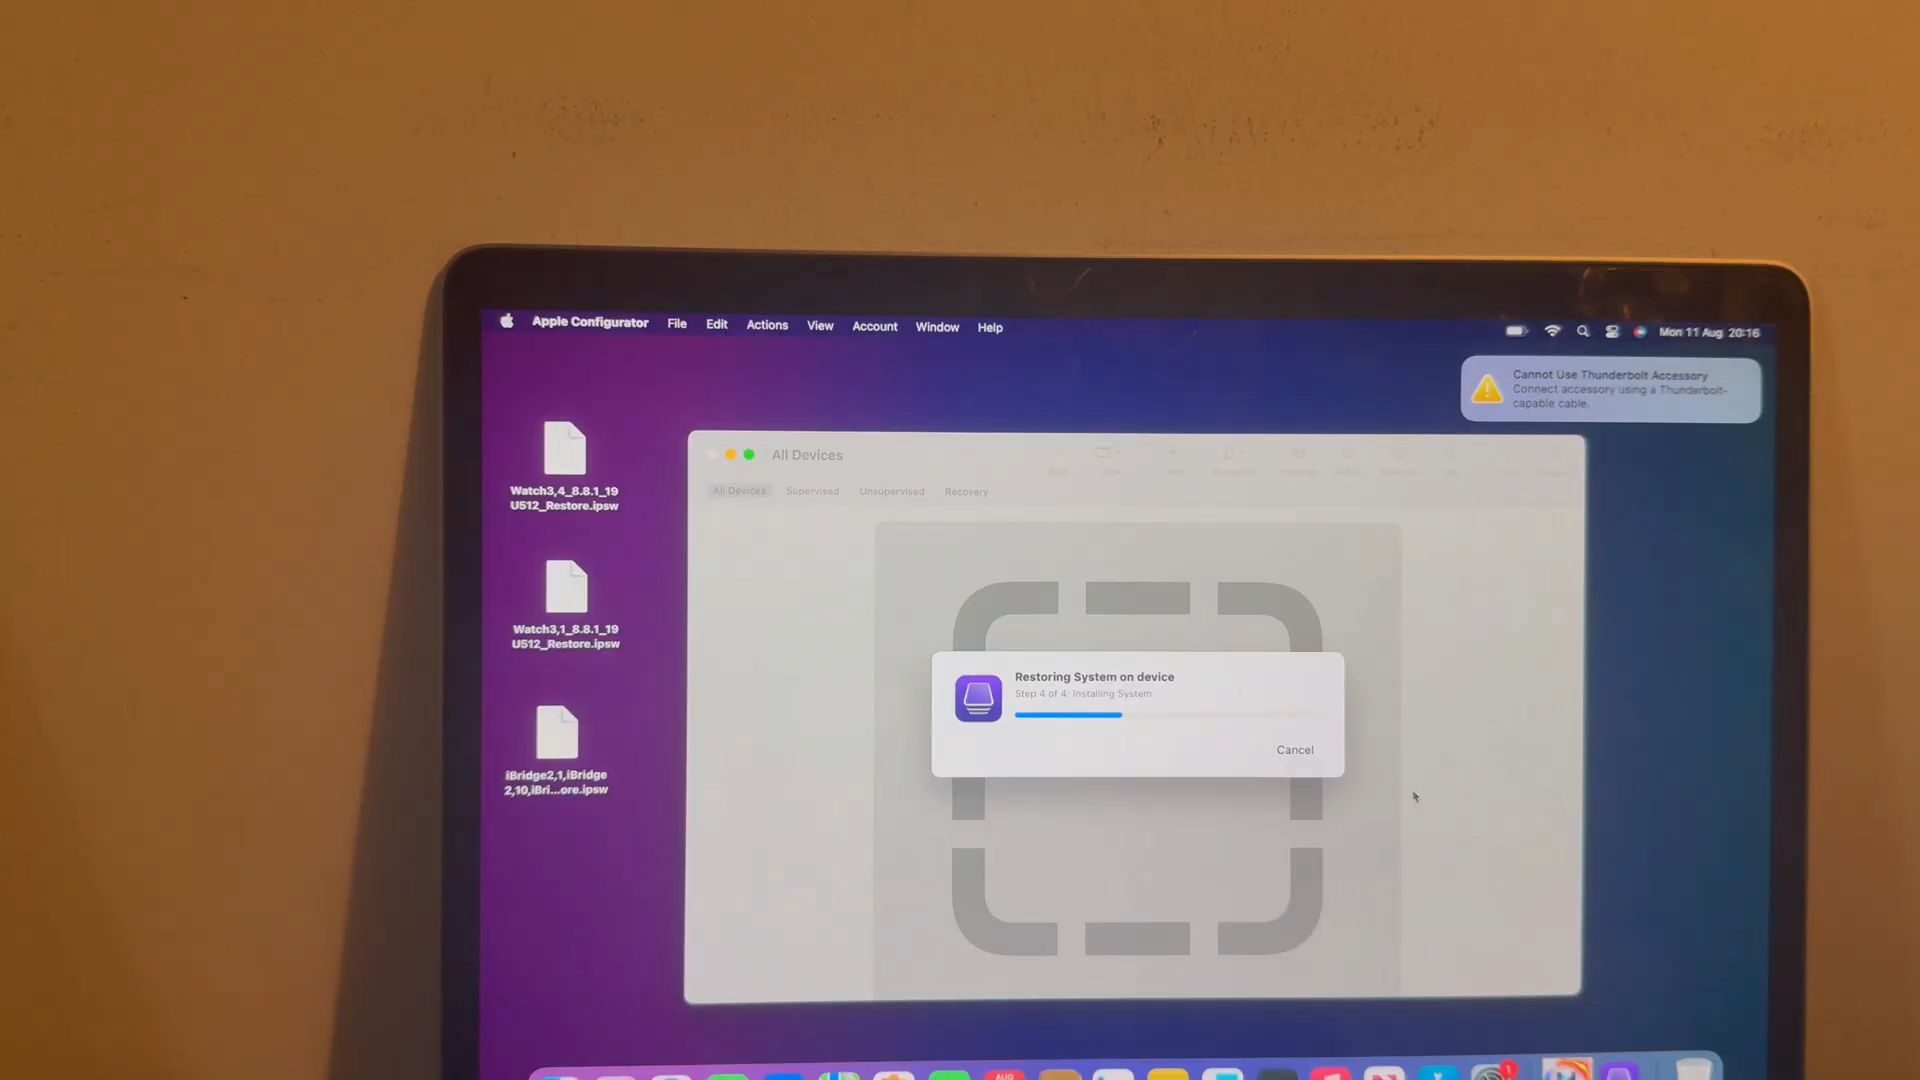 Apple Configurator File Edit Actions View Account Window Help
Mon 11 Aug 20:16
Cannot Use Thunderbolt Accessory
Connect accessory using a Thunderbolt-
capable cable.
Watch3,4_8.8.1_19
U512_Restore.ipsw
Watch3,1_8.8.1_19
U512_Restore.ipsw
iBridge2,1,iBridge
2,10,iBri...ore.ipsw
All Devices
All Devices Supervised Unsupervised Recovery
Restoring System on device
Step 4 of 4: Installing System
Cancel
AUG
1